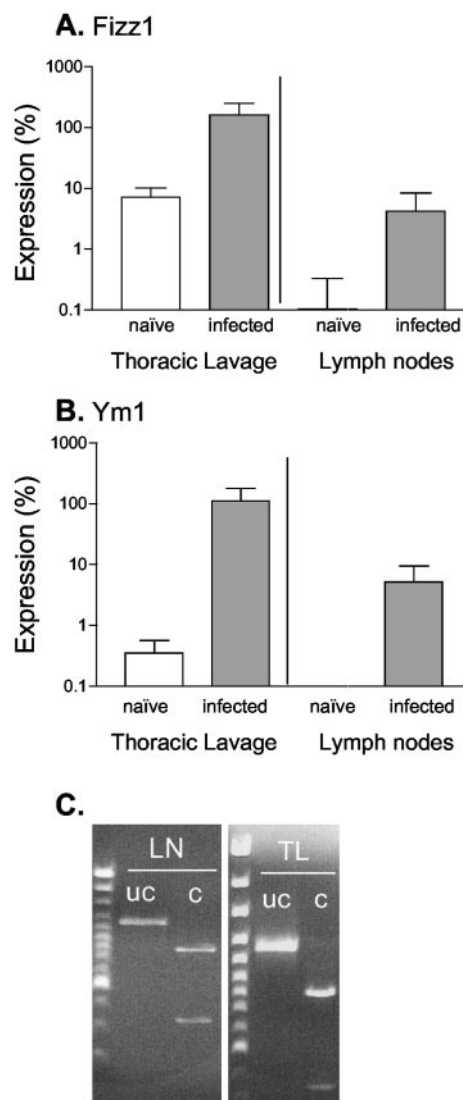 A. Fizz1
Expression (%)
1000
100
10
1
0.1
naïve infected naïve infected
Thoracic Lavage Lymph nodes
B. Ym1
Expression (%)
1000
100
10
1
0.1
naïve infected naïve infected
Thoracic Lavage Lymph nodes
C.
LN TL
uc c uc c